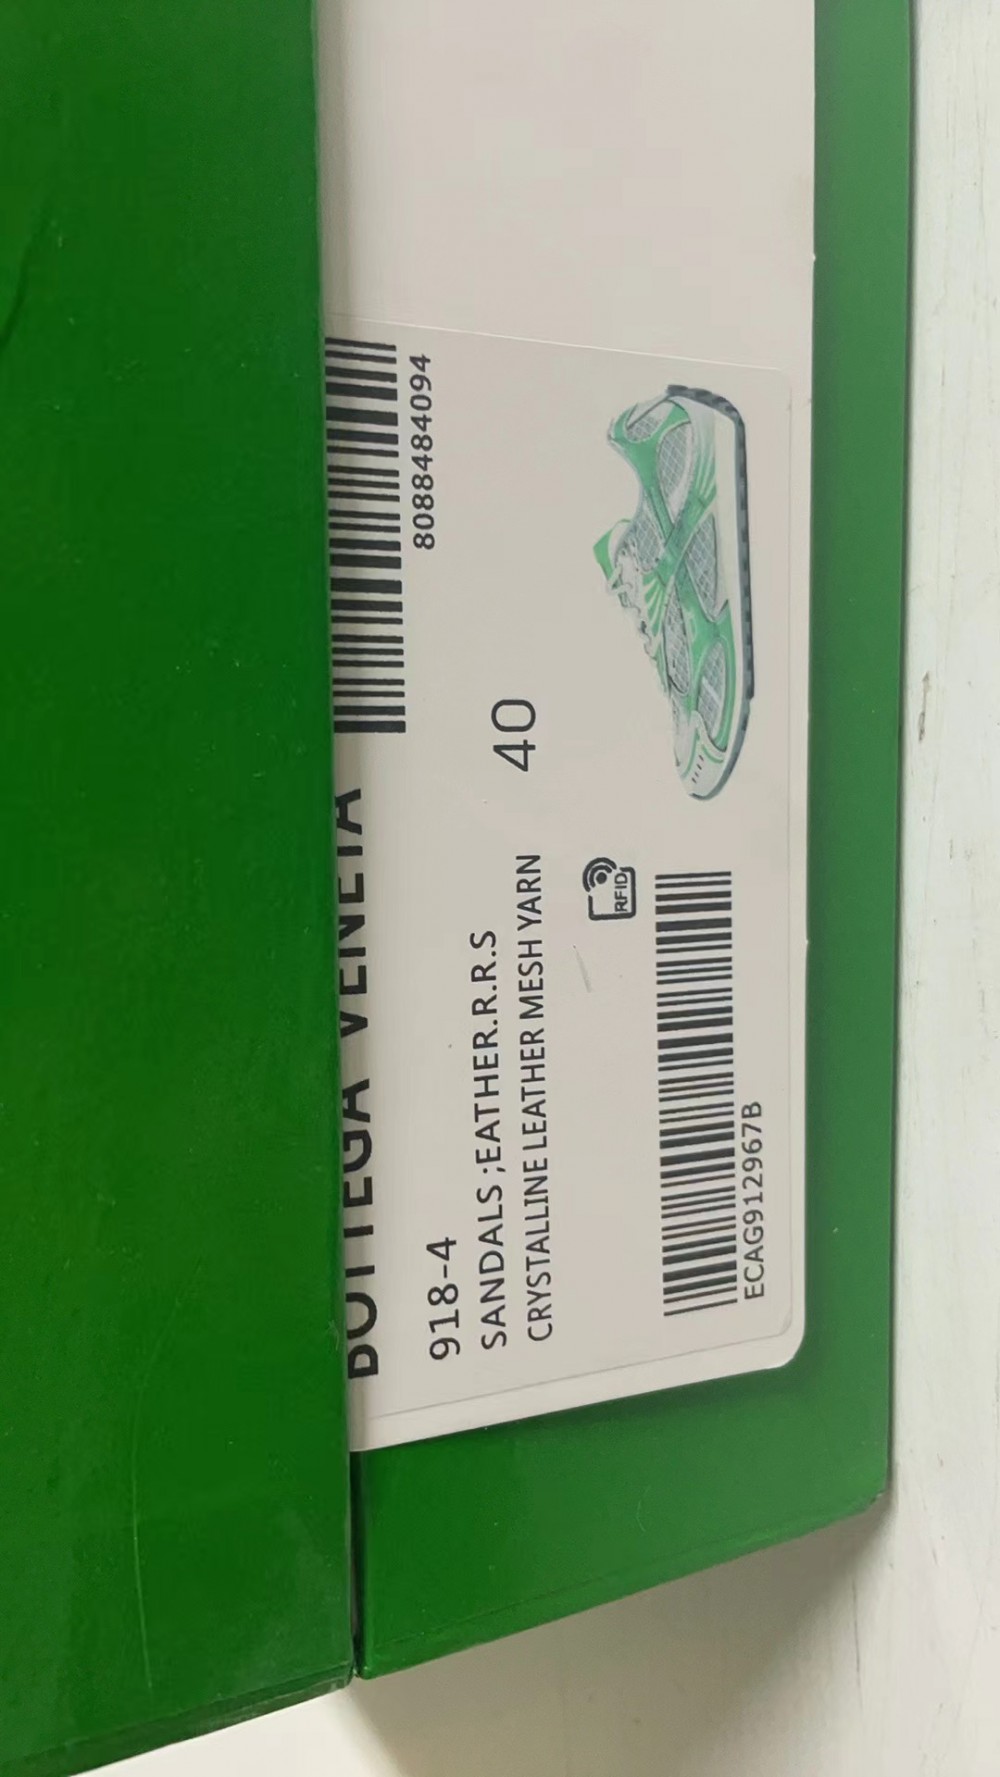 BOTTEGA VENETA
8088484094
918-4
SANDALS ;EATHER.R.R.S
40
CRYSTALLINE LEATHER MESH YARN
RFID
ECAG912967B